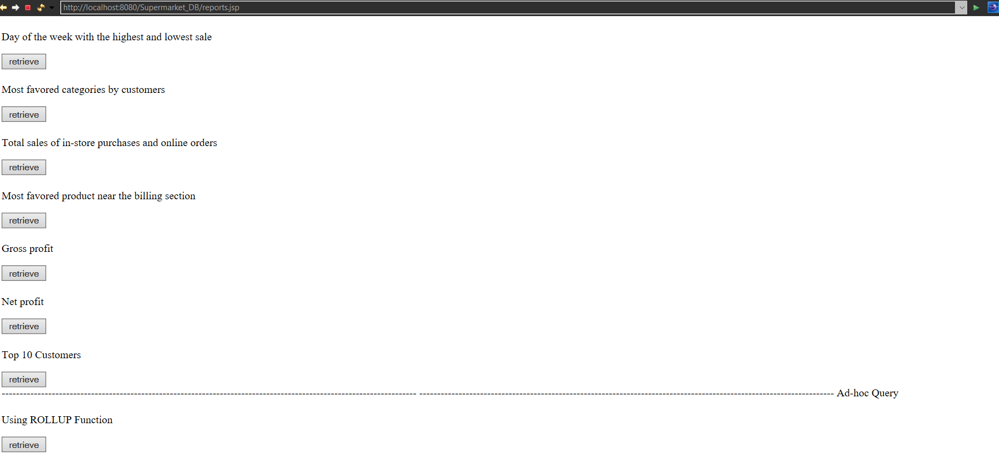 http://localhost:8080/Supermarket_DB/reports.jsp
Day of the week with the highest and lowest sale
retrieve
Most favored categories by customers
retrieve
Total sales of in-store purchases and online orders
retrieve
Most favored product near the billing section
retrieve
Gross profit
retrieve
Net profit
retrieve
Top 10 Customers
retrieve
-------------------------------------------------------------------------------------------------------------------- -------------------------------------------------------------------------------------------------------------------- Ad-hoc Query
Using ROLLUP Function
retrieve